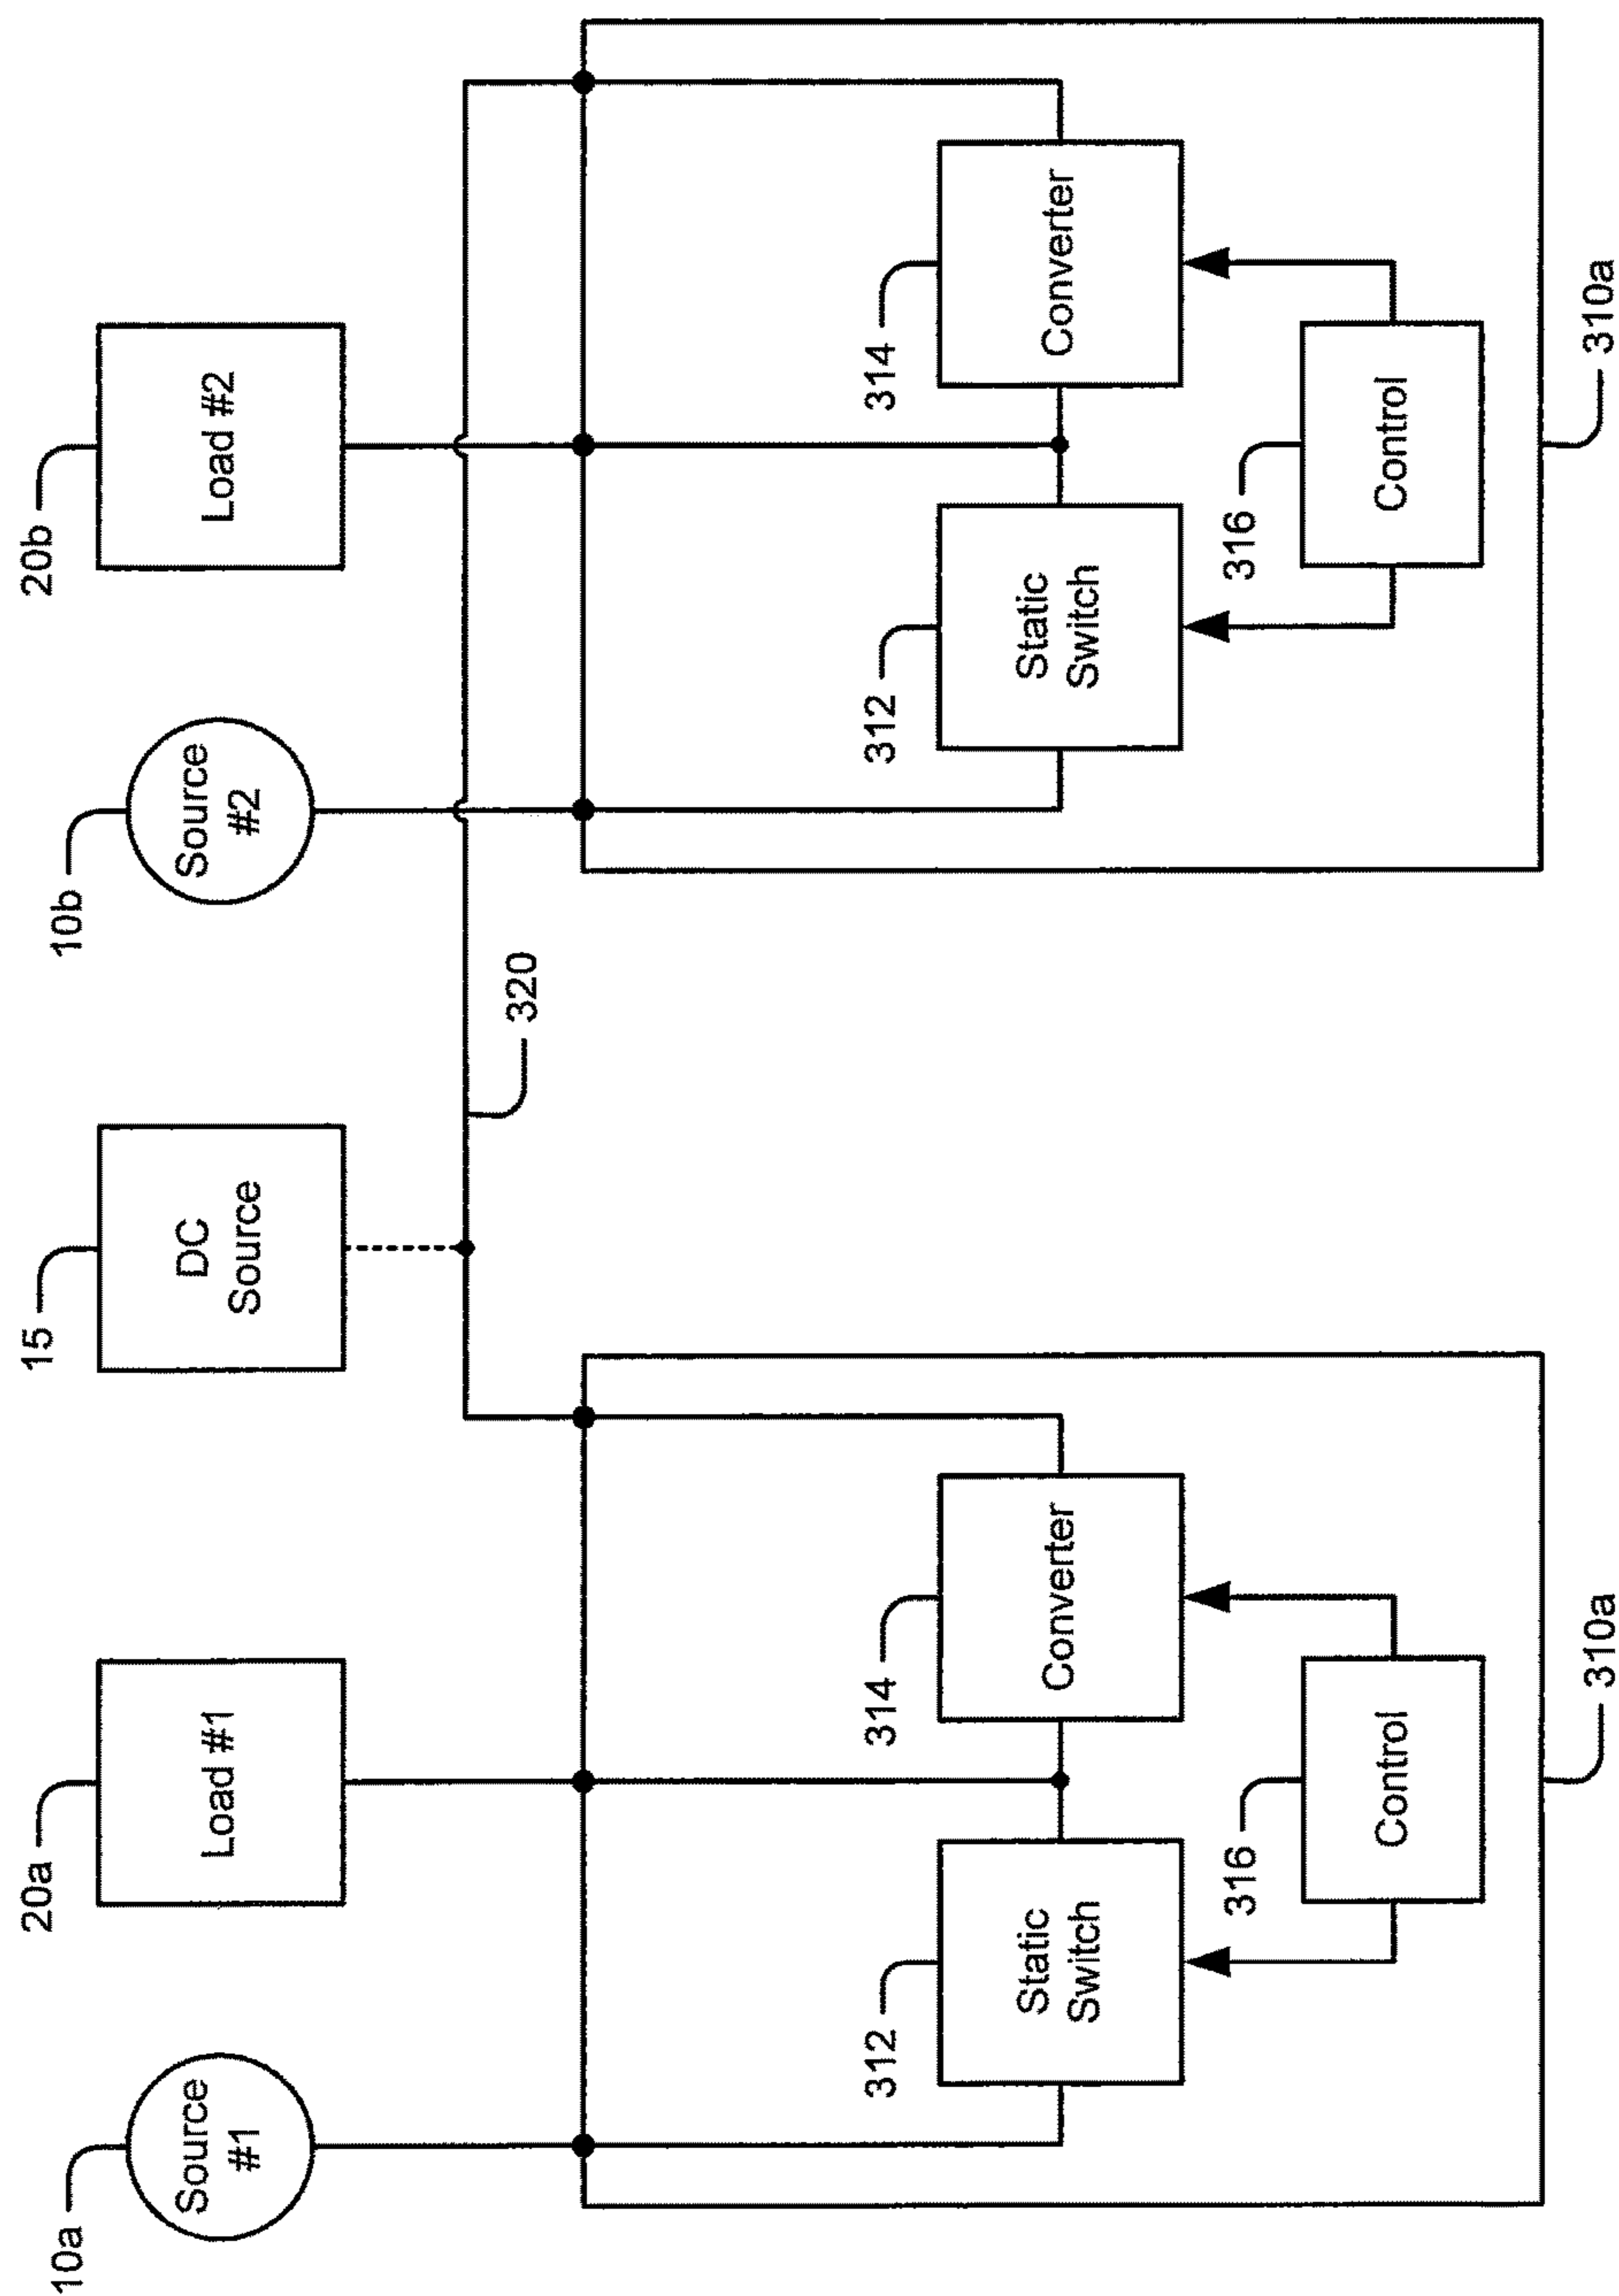 10a
Source
#1
20a
Load #1
15
DC
Source
10b
Source
#2
20b
Load #2
320
312
Static
Switch
314
Converter
316
Control
310a
312
Static
Switch
314
Converter
316
Control
310a